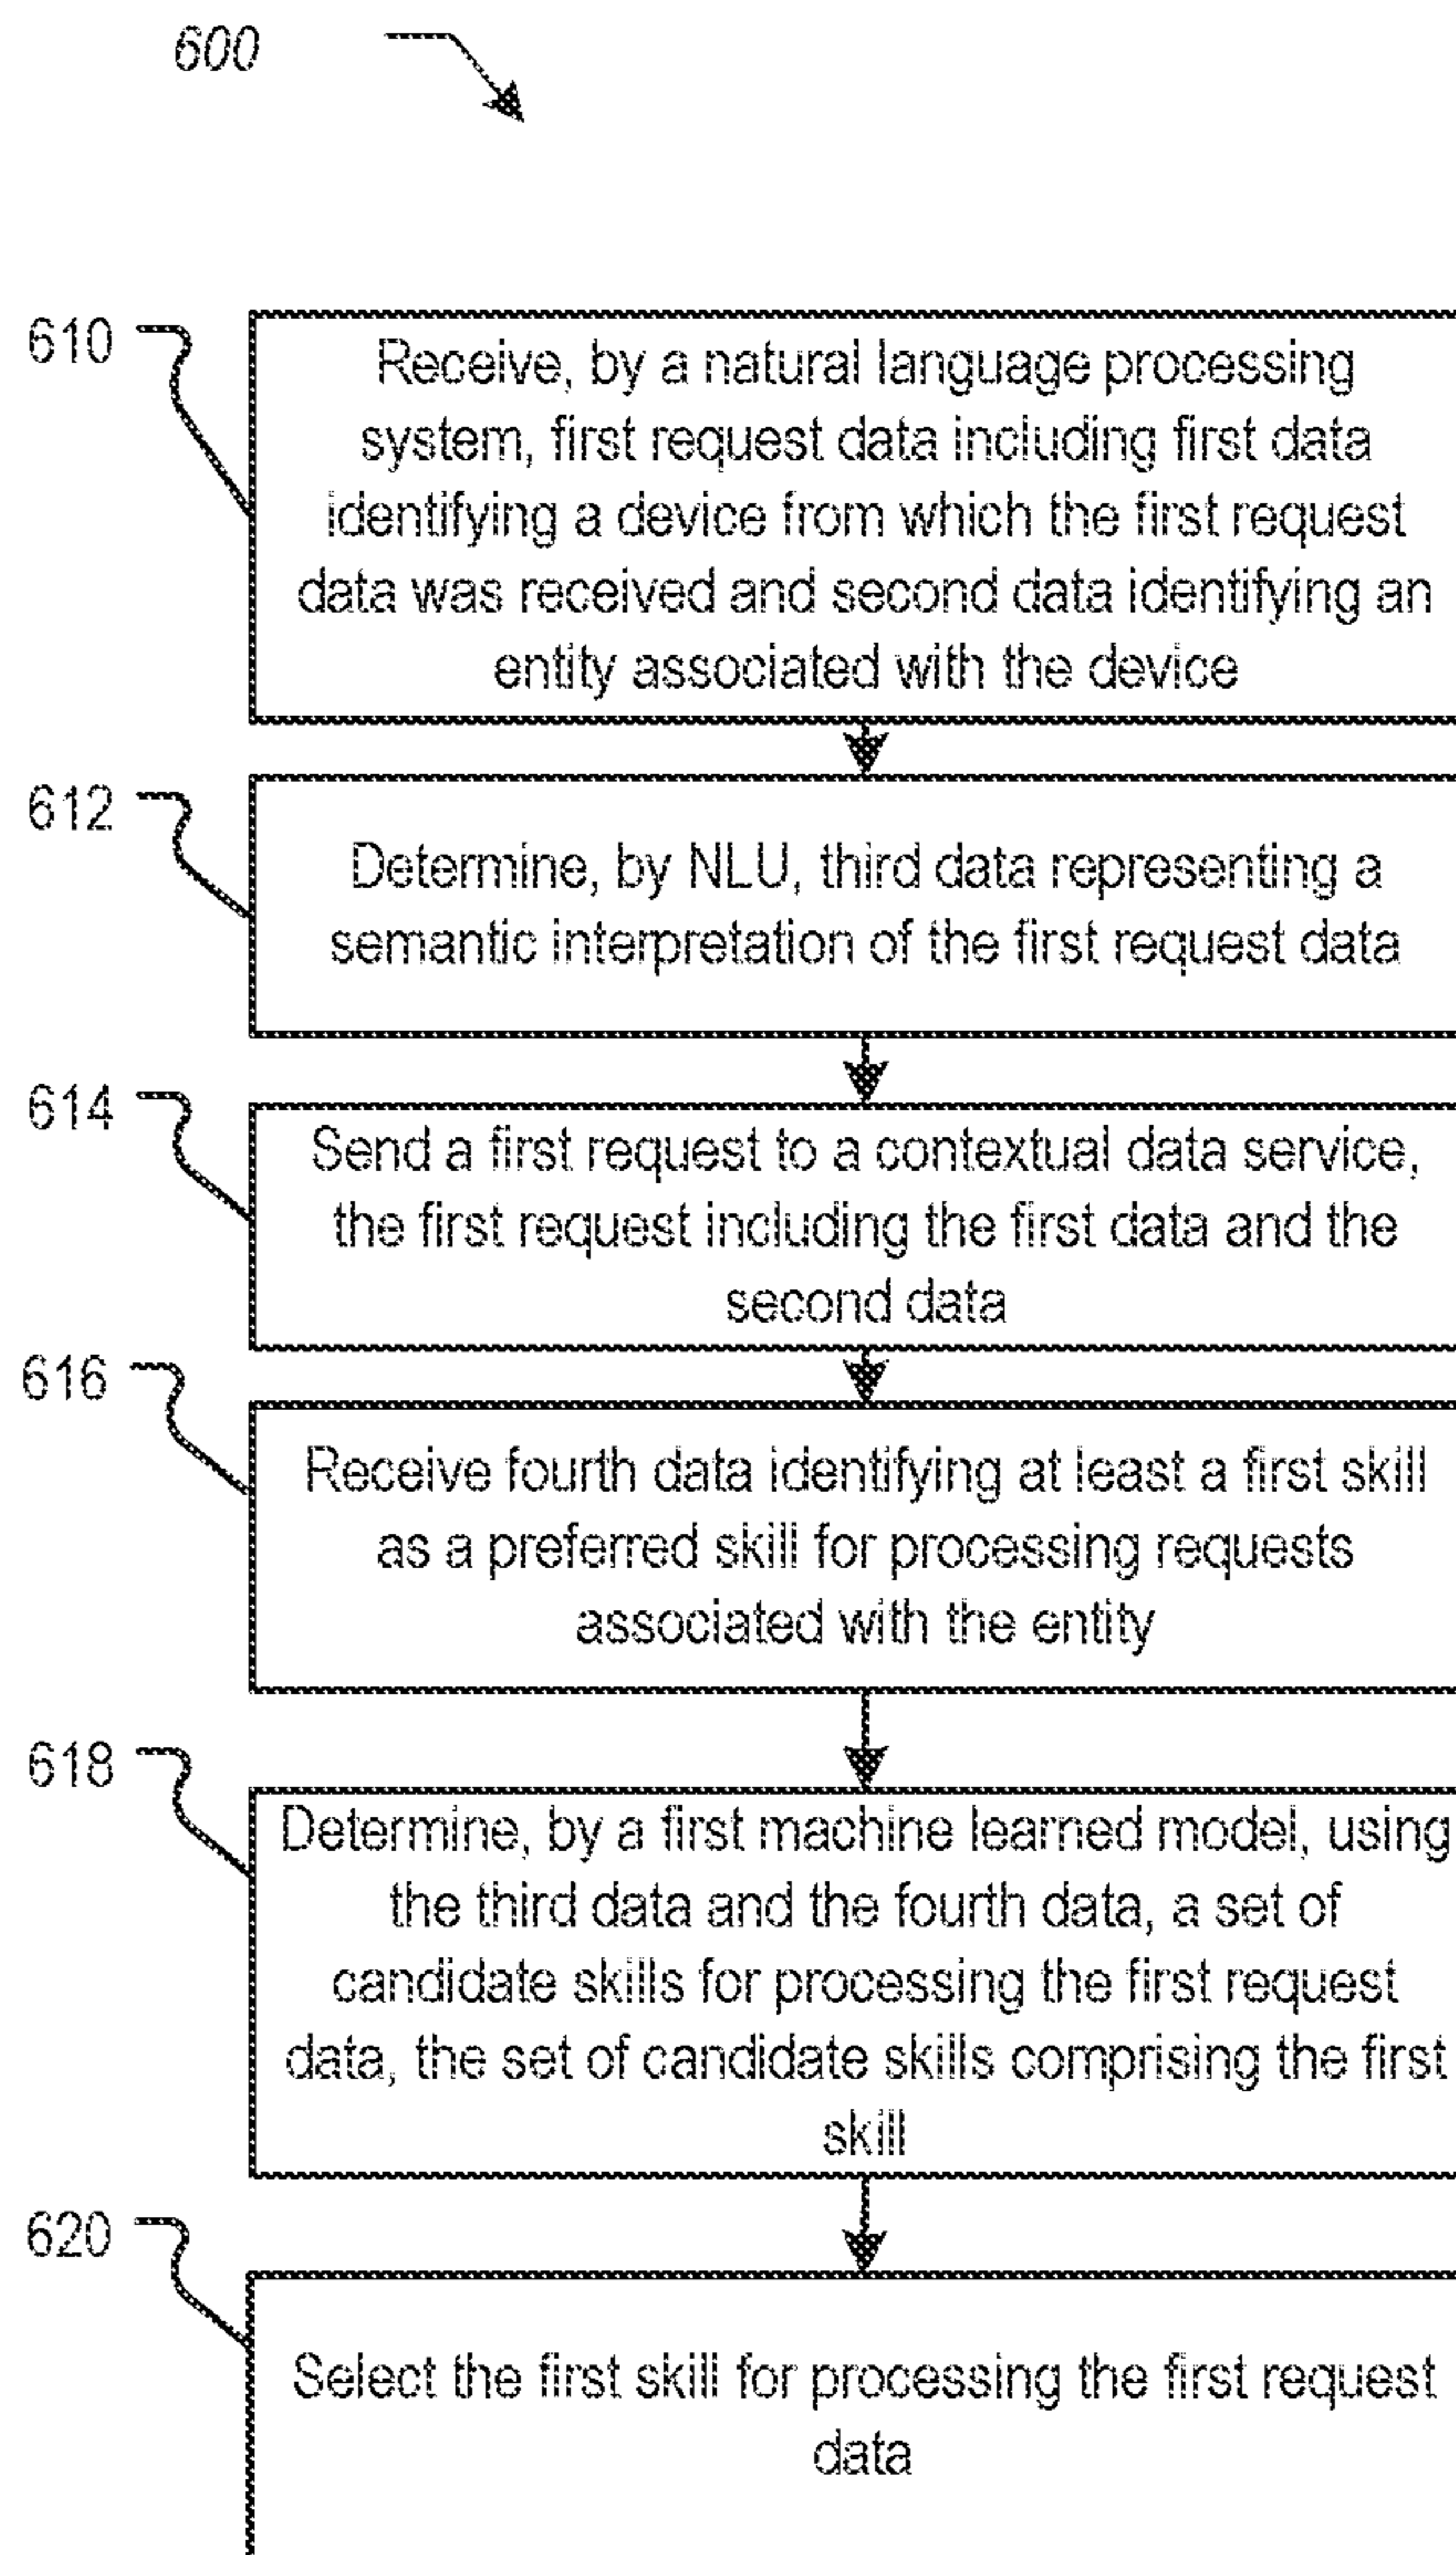 600
610
Receive, by a natural language processing
system, first request data including first data
identifying a device from which the first request
data was received and second data identifying an
entity associated with the device
612
Determine, by NLU, third data representing a
semantic interpretation of the first request data
614
Send a first request to a contextual data service,
the first request including the first data and the
second data
616
Receive fourth data identifying at least a first skill
as a preferred skill for processing requests
associated with the entity
618
Determine, by a first machine learned model, using
the third data and the fourth data, a set of
candidate skills for processing the first request
data, the set of candidate skills comprising the first
skill
620
Select the first skill for processing the first request
data